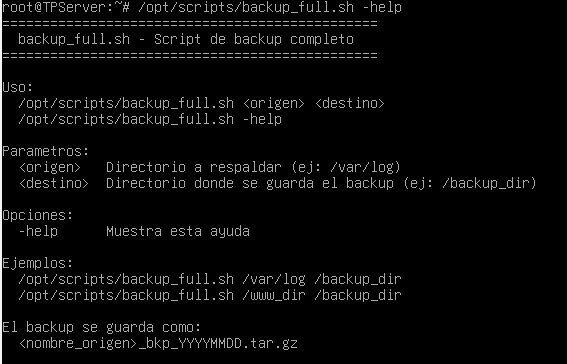 root@TPServer:~# /opt/scripts/backup_full.sh -help
=============================================
backup_full.sh - Script de backup completo
=============================================
Uso:
/opt/scripts/backup_full.sh <origen> <destino>
/opt/scripts/backup_full.sh -help
Parametros:
<origen> Directorio a respaldar (ej: /var/log)
<destino> Directorio donde se guarda el backup (ej: /backup_dir)
Opciones:
-help Muestra esta ayuda
Ejemplos:
/opt/scripts/backup_full.sh /var/log /backup_dir
/opt/scripts/backup_full.sh /www_dir /backup_dir
El backup se guarda como:
<nombre_origen>_bkp_YYYYMMDD.tar.gz